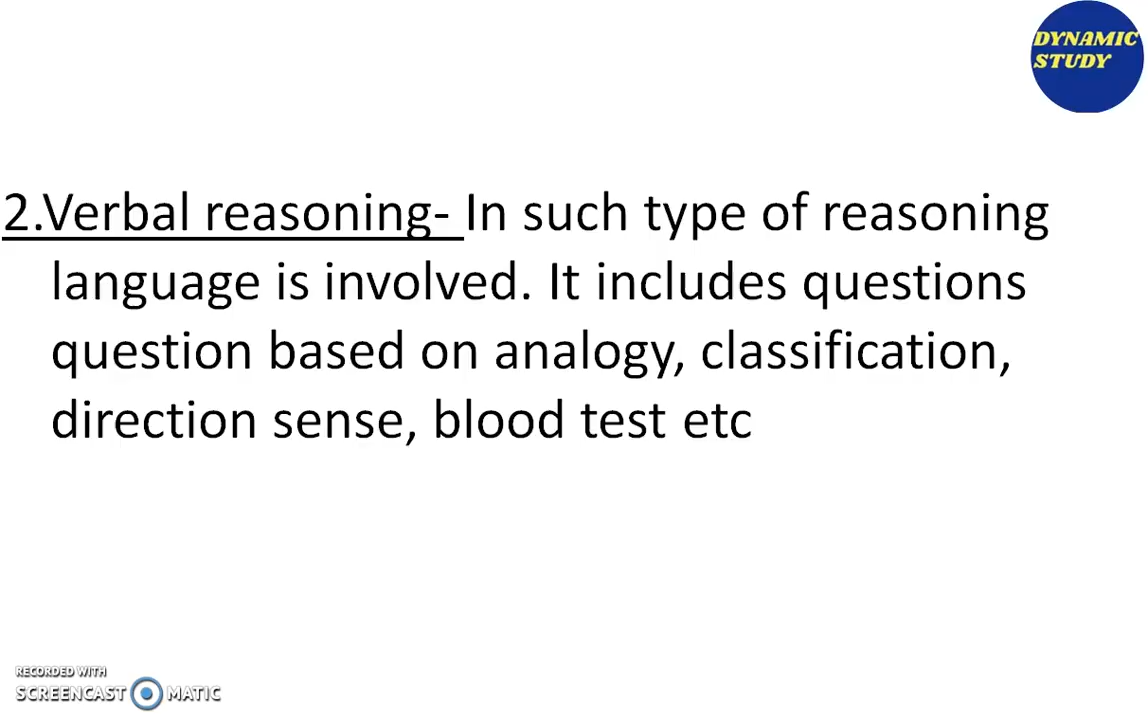 DYNAMIC
STUDY
2.Verbal reasoning- In such type of reasoning
language is involved. It includes questions
question based on analogy, classification,
direction sense, blood test etc
RECORDED WITH
SCREENCAST MATIC